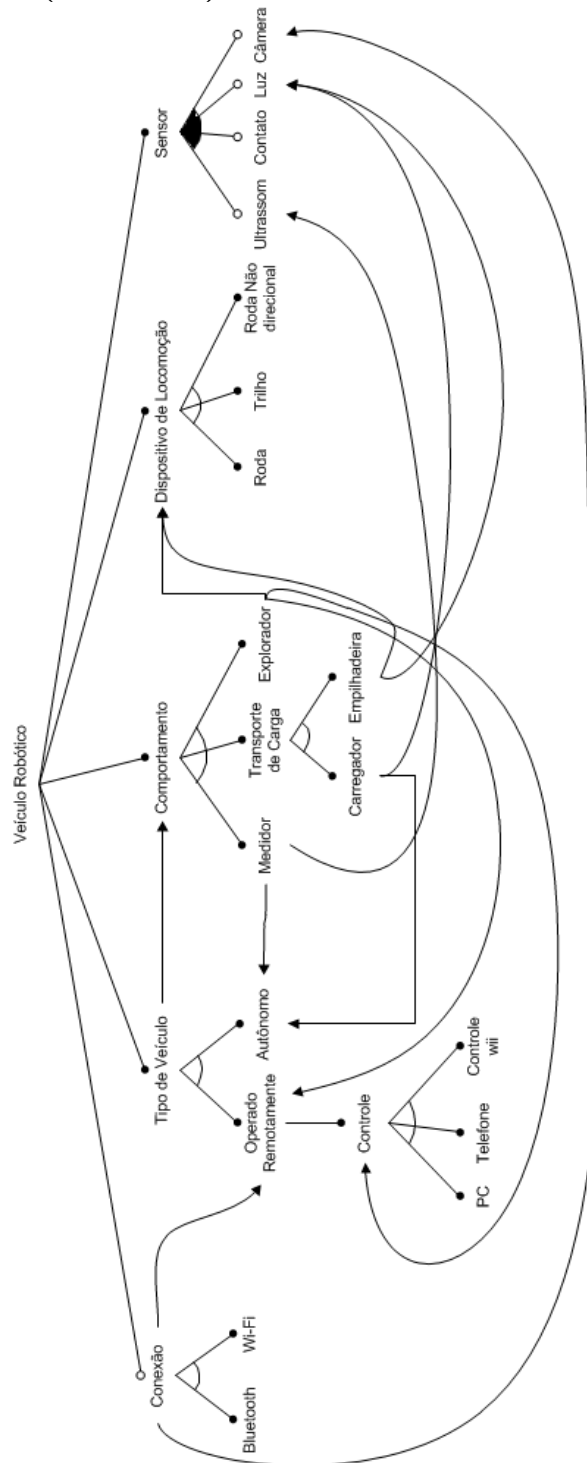 Veículo Robótico
Conexão
Tipo de Veículo
Comportamento
Dispositivo de Locomoção
Sensor
Bluetooth
Wi-Fi
Operado
Remotamente
Autônomo
Medidor
Transporte
de Carga
Explorador
Roda
Trilho
Roda Não
direcional
Ultrassom
Contato
Luz
Câmera
Controle
Carregador
Empilhadeira
PC
Telefone
Controle
wii